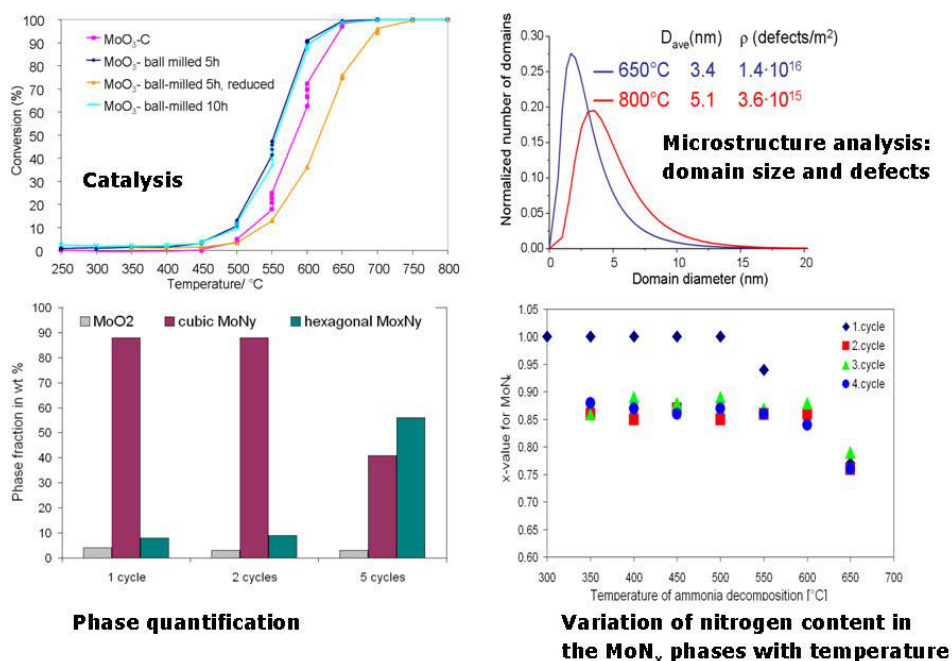 100
90
80
70
60
50
40
30
20
10
0
Conversion (%)
MoO3-C
MoO3- ball milled 5h
MoO3- ball-milled 5h, reduced
MoO3- ball-milled 10h
Catalysis
250 300 350 400 450 500 550 600 650 700 750 800
Temperature/ °C
0.30
0.25
0.20
0.15
0.10
0.05
0.00
Normalized number of domains
Dave(nm) ρ (defects/m²)
650°C 3.4 1.4·10¹⁶
800°C 5.1 3.6·10¹⁵
Microstructure analysis:
domain size and defects
0 5 10 15 20
Domain diameter (nm)
100
90
80
70
60
50
40
30
20
10
0
Phase fraction in wt %
MoO2 cubic MoNy hexagonal MoxNy
1 cycle 2 cycles 5 cycles
Phase quantification
1.05
1.00
0.95
0.90
0.85
0.80
0.75
0.70
0.65
0.60
x-value for MoNk
1.cycle
2.cycle
3.cycle
4.cycle
300 350 400 450 500 550 600 650 700
Temperature of ammonia decomposition [°C]
Variation of nitrogen content in
the MoNx phases with temperature